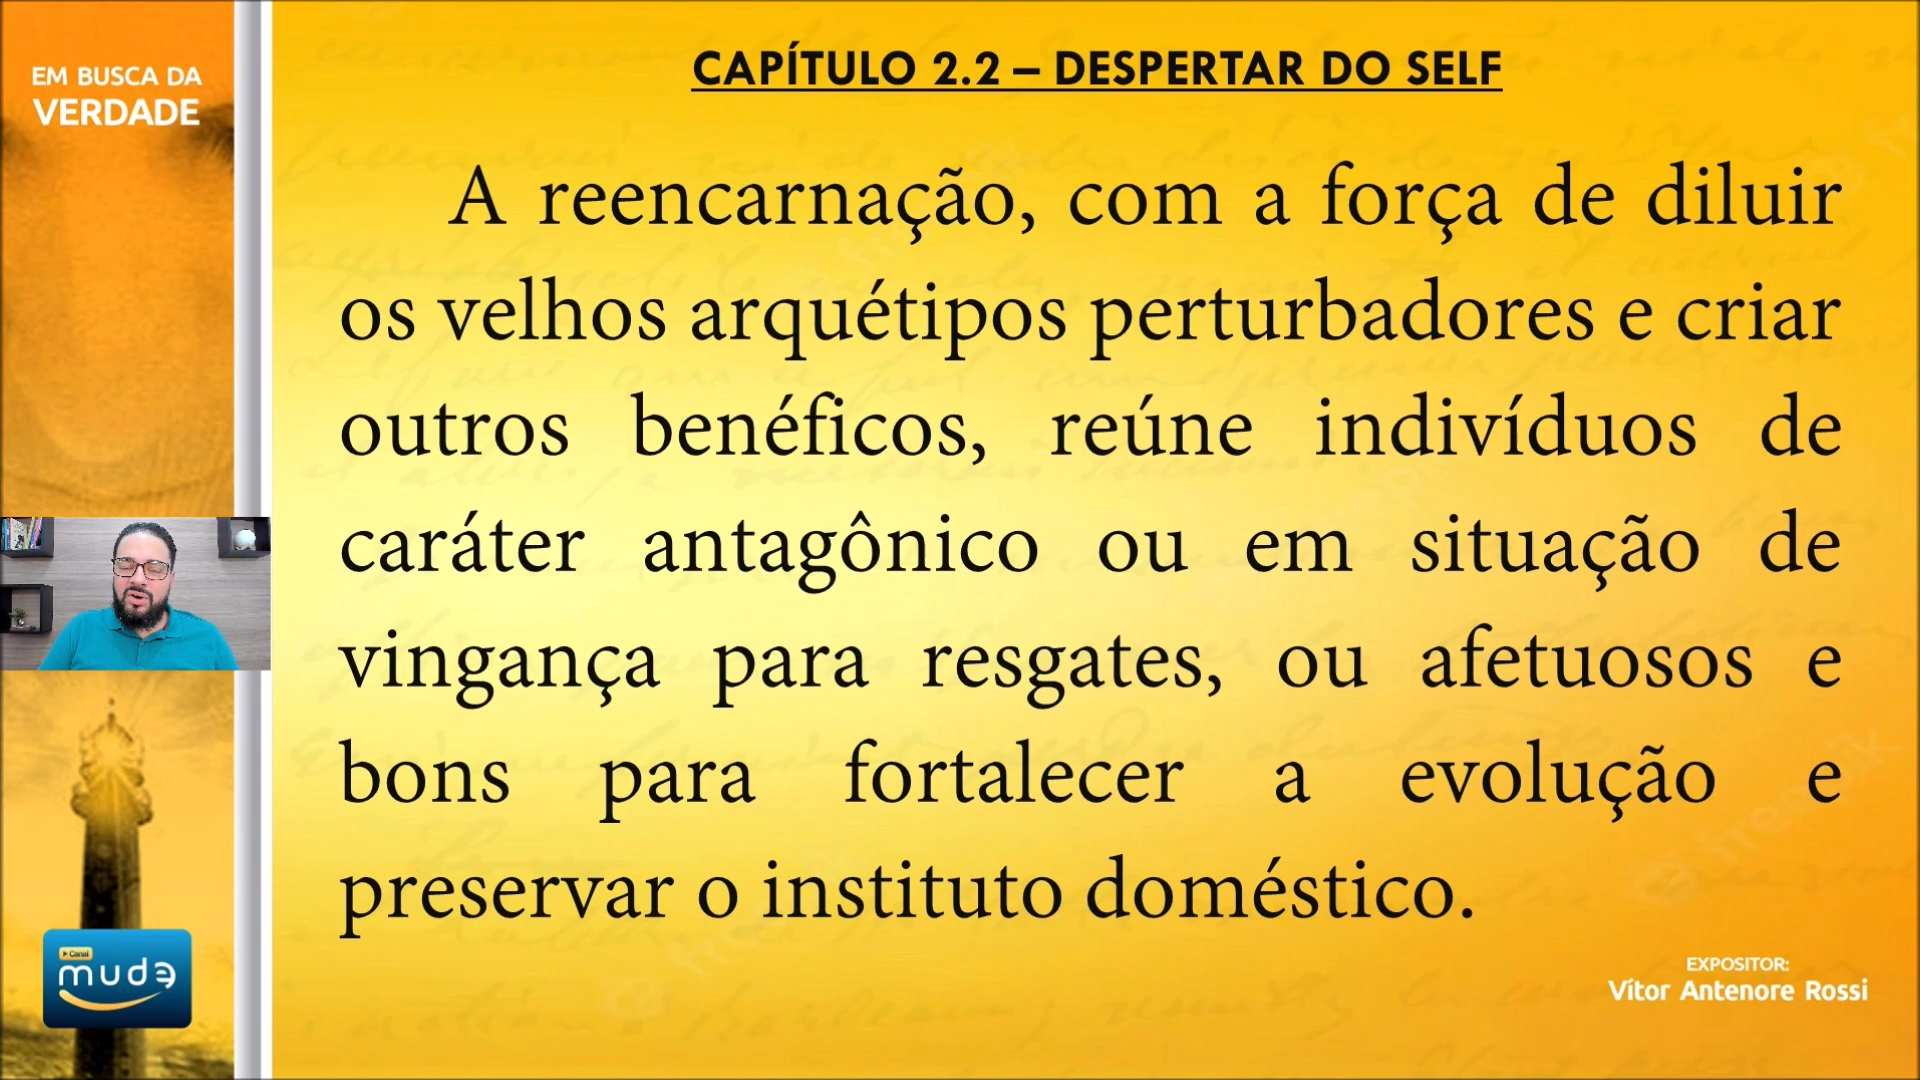 EM BUSCA DA
VERDADE
CAPÍTULO 2.2 – DESPERTAR DO SELF
A reencarnação, com a força de diluir
os velhos arquétipos perturbadores e criar
outros benéficos, reúne indivíduos de
caráter antagônico ou em situação de
vingança para resgates, ou afetuosos e
bons para fortalecer a evolução e
preservar o instituto doméstico.
Canal
mude
EXPOSITOR:
Vítor Antenore Rossi